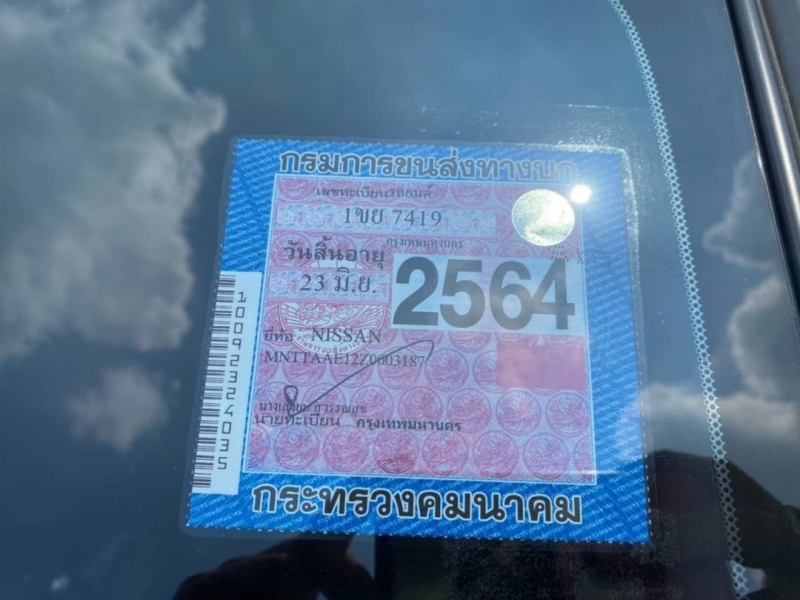 กรมการขนส่งทางบก
เลขทะเบียนรถยนต์
1ขย 7419
กรุงเทพมหานคร
วันสิ้นอายุ
23 มิ.ย.
2564
ยี่ห้อ NISSAN
MNTTAAE12Z0003187
นายทะเบียน กรุงเทพมหานคร
กระทรวงคมนาคม
10092324035